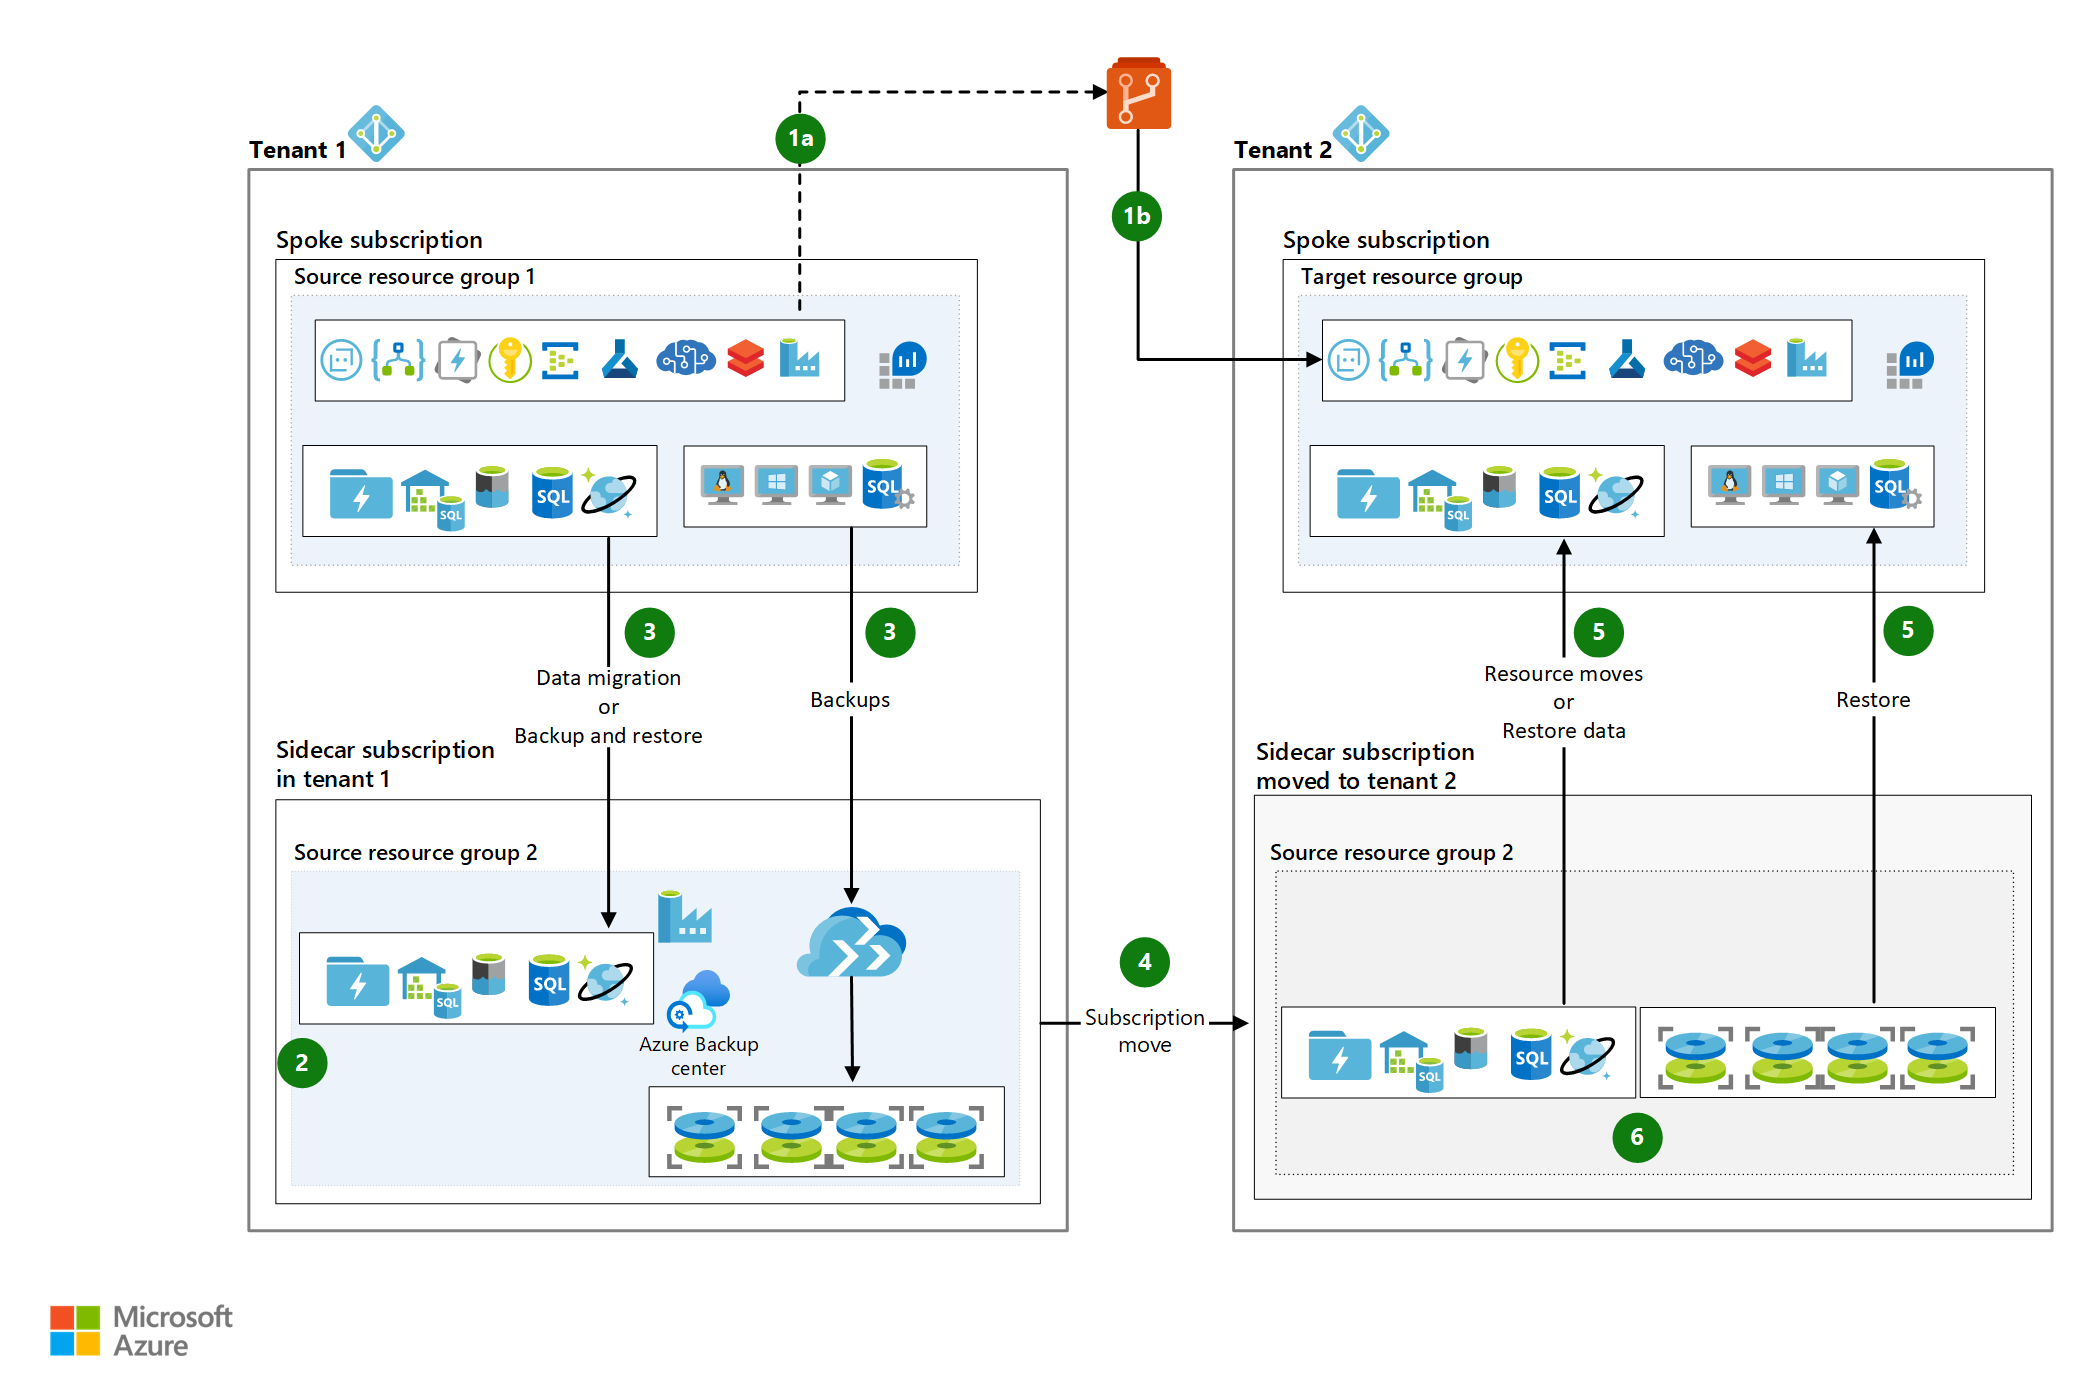 1a
Tenant 1
Tenant 2
1b
Spoke subscription
Source resource group 1
SQL
SQL
SQL
Spoke subscription
Target resource group
SQL
SQL
SQL
3
Data migration
or
Backup and restore
3
Backups
5
Resource moves
or
Restore data
5
Restore
Sidecar subscription
in tenant 1
Source resource group 2
SQL
SQL
Azure Backup
center
2
4
Subscription
move
Sidecar subscription
moved to tenant 2
Source resource group 2
SQL
SQL
6
Microsoft
Azure